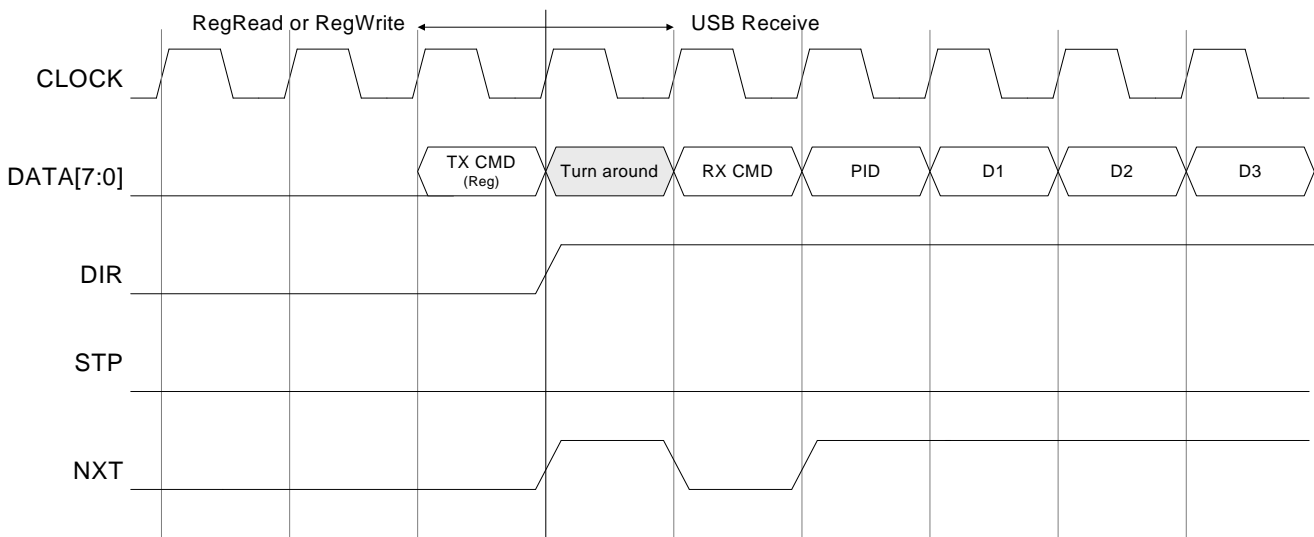 RegRead or RegWrite
USB Receive
CLOCK
DATA[7:0]
TX CMD
(Reg)
Turn around
RX CMD
PID
D1
D2
D3
DIR
STP
NXT